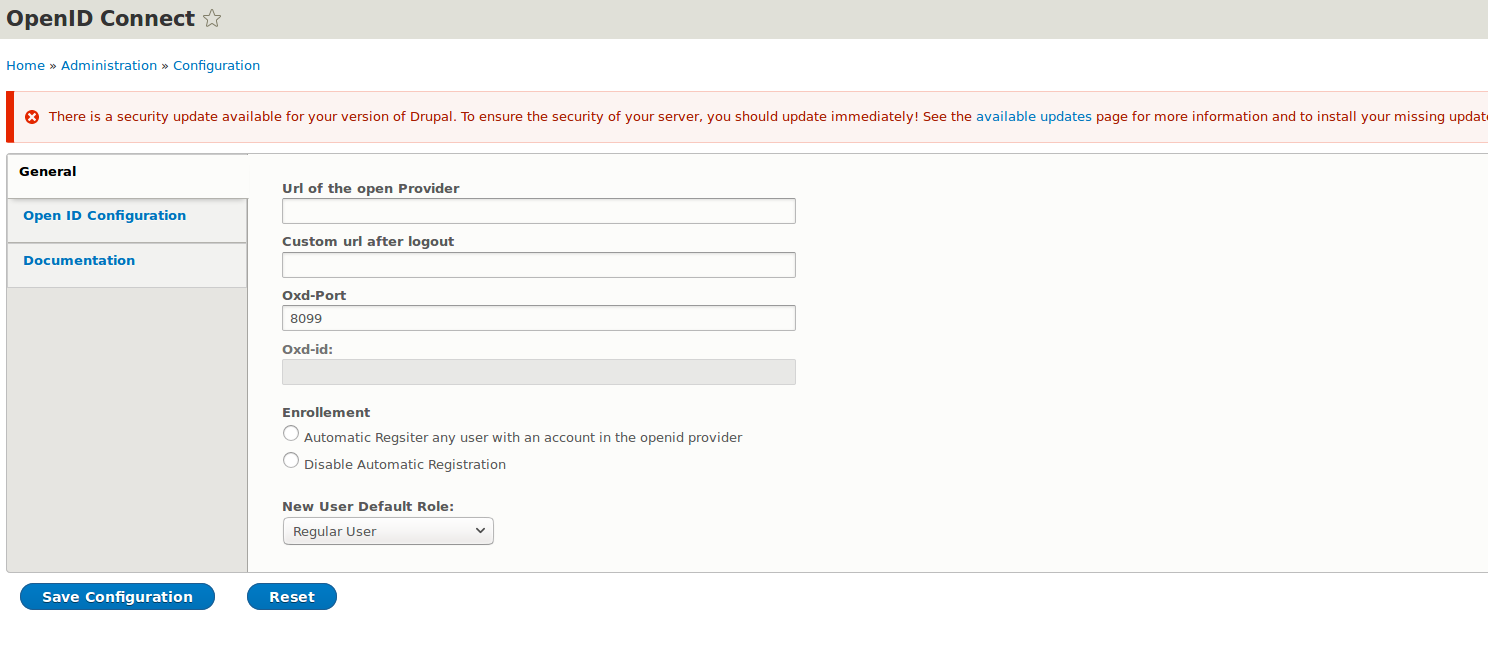 OpenID Connect
Home » Administration » Configuration
There is a security update available for your version of Drupal. To ensure the security of your server, you should update immediately! See the available updates page for more information and to install your missing update
General
Open ID Configuration
Documentation
Url of the open Provider
Custom url after logout
Oxd-Port
8099
Oxd-id:
Enrollement
Automatic Regsiter any user with an account in the openid provider
Disable Automatic Registration
New User Default Role:
Regular User
Save Configuration
Reset